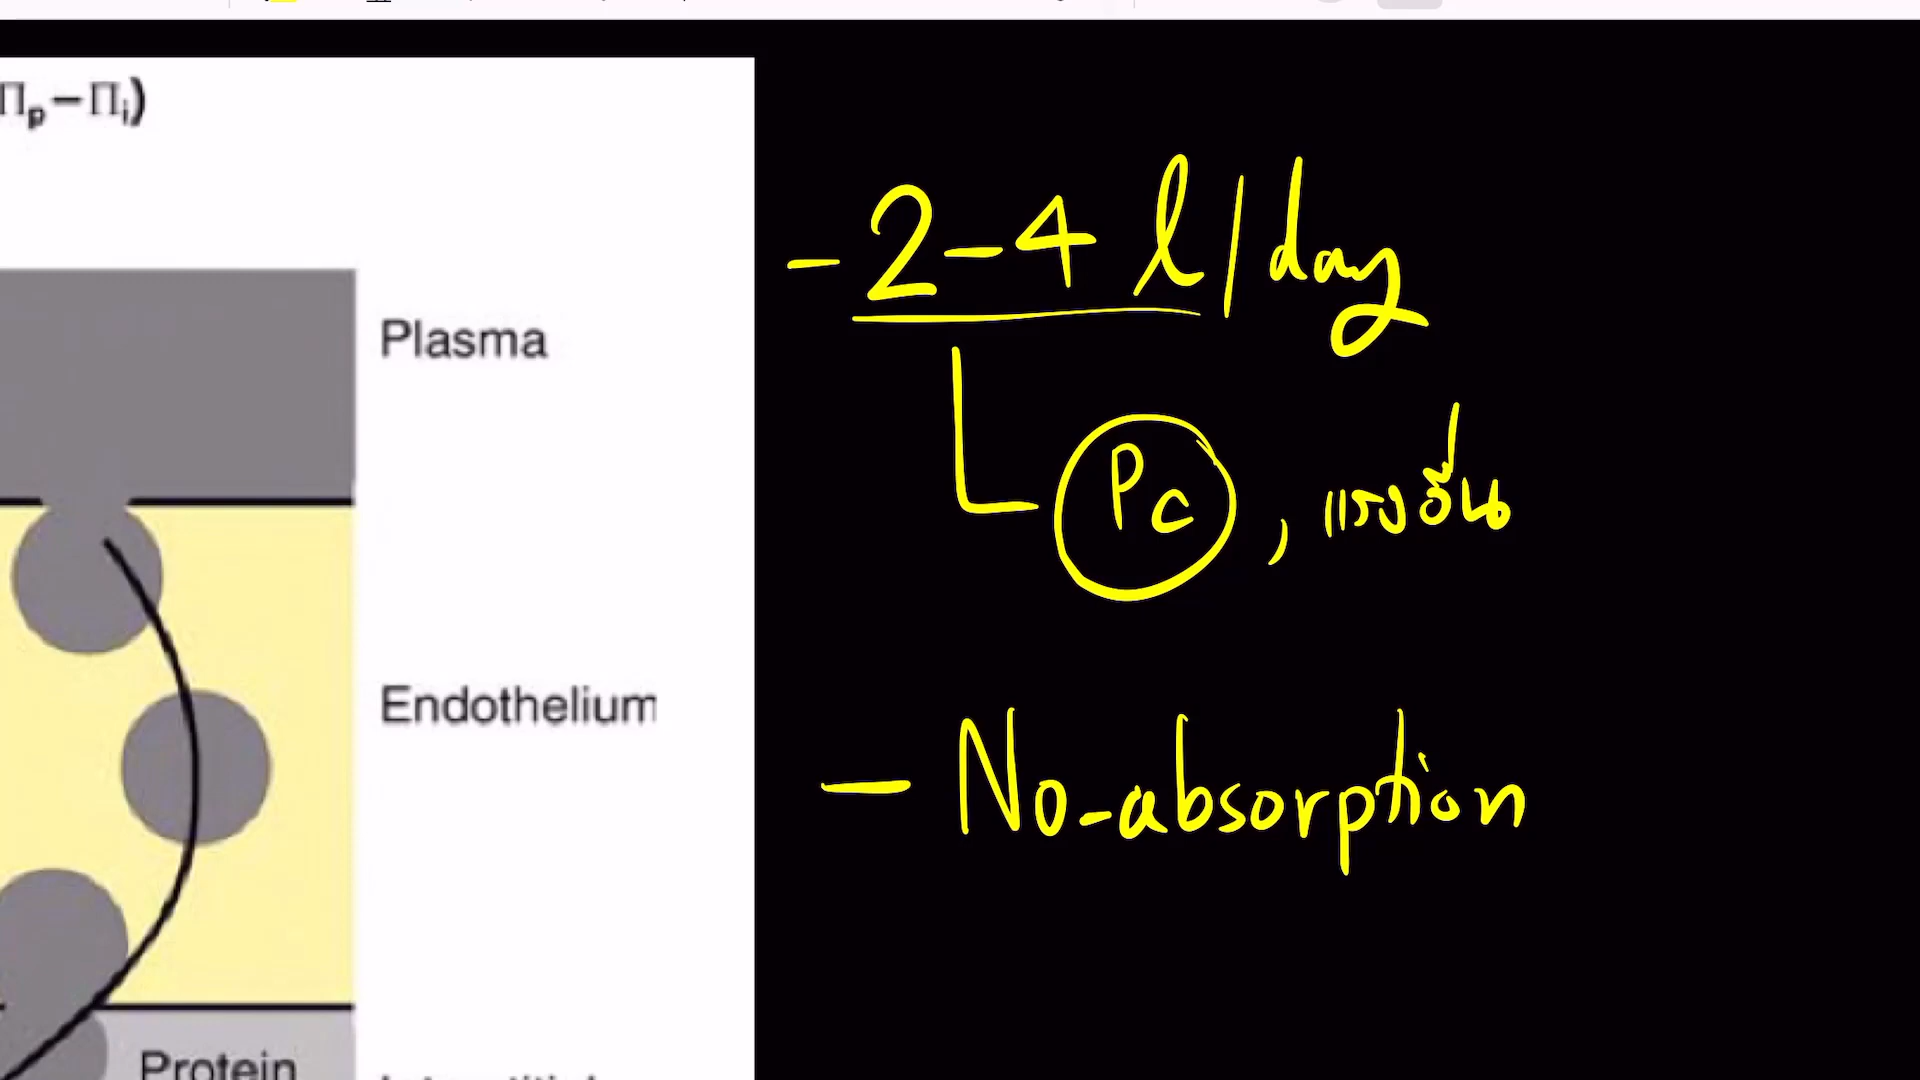 Πp – Πi)
Plasma
Endothelium
Protein
- 2-4 l/day
Pc , แรงอื่น
- No-absorption